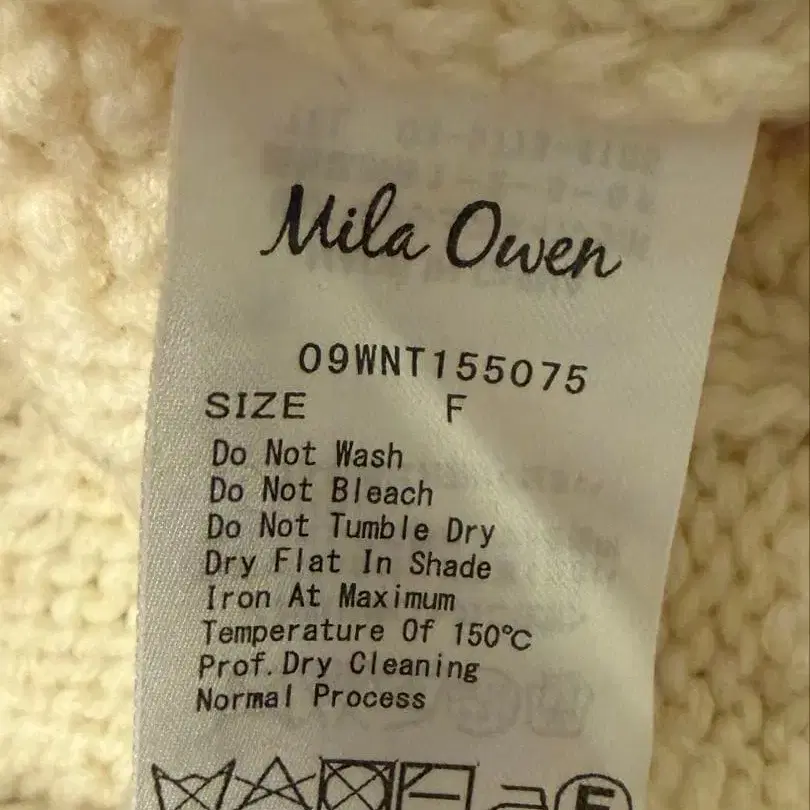 Mila Owen
09WNT155075
SIZE F
Do Not Wash
Do Not Bleach
Do Not Tumble Dry
Dry Flat In Shade
Iron At Maximum
Temperature Of 150℃
Prof.Dry Cleaning
Normal Process